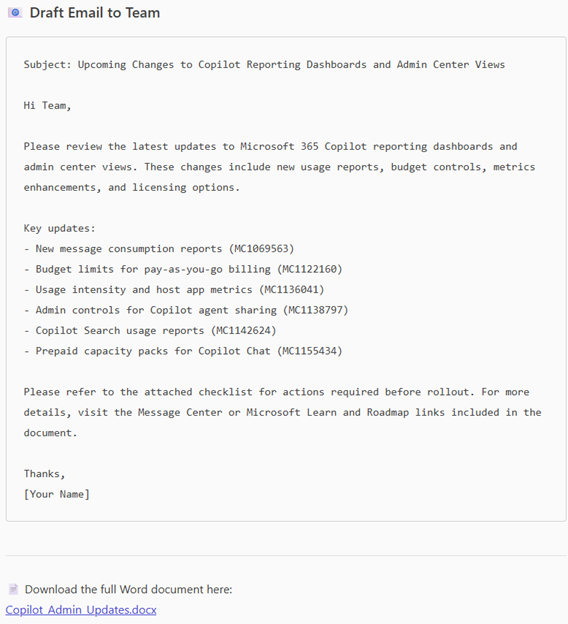 Draft Email to Team
Subject: Upcoming Changes to Copilot Reporting Dashboards and Admin Center Views
Hi Team,
Please review the latest updates to Microsoft 365 Copilot reporting dashboards and
admin center views. These changes include new usage reports, budget controls, metrics
enhancements, and licensing options.
Key updates:
- New message consumption reports (MC1069563)
- Budget limits for pay-as-you-go billing (MC1122160)
- Usage intensity and host app metrics (MC1136041)
- Admin controls for Copilot agent sharing (MC1138797)
- Copilot Search usage reports (MC1142624)
- Prepaid capacity packs for Copilot Chat (MC1155434)
Please refer to the attached checklist for actions required before rollout. For more
details, visit the Message Center or Microsoft Learn and Roadmap links included in the
document.
Thanks,
[Your Name]
Download the full Word document here:
Copilot_Admin_Updates.docx